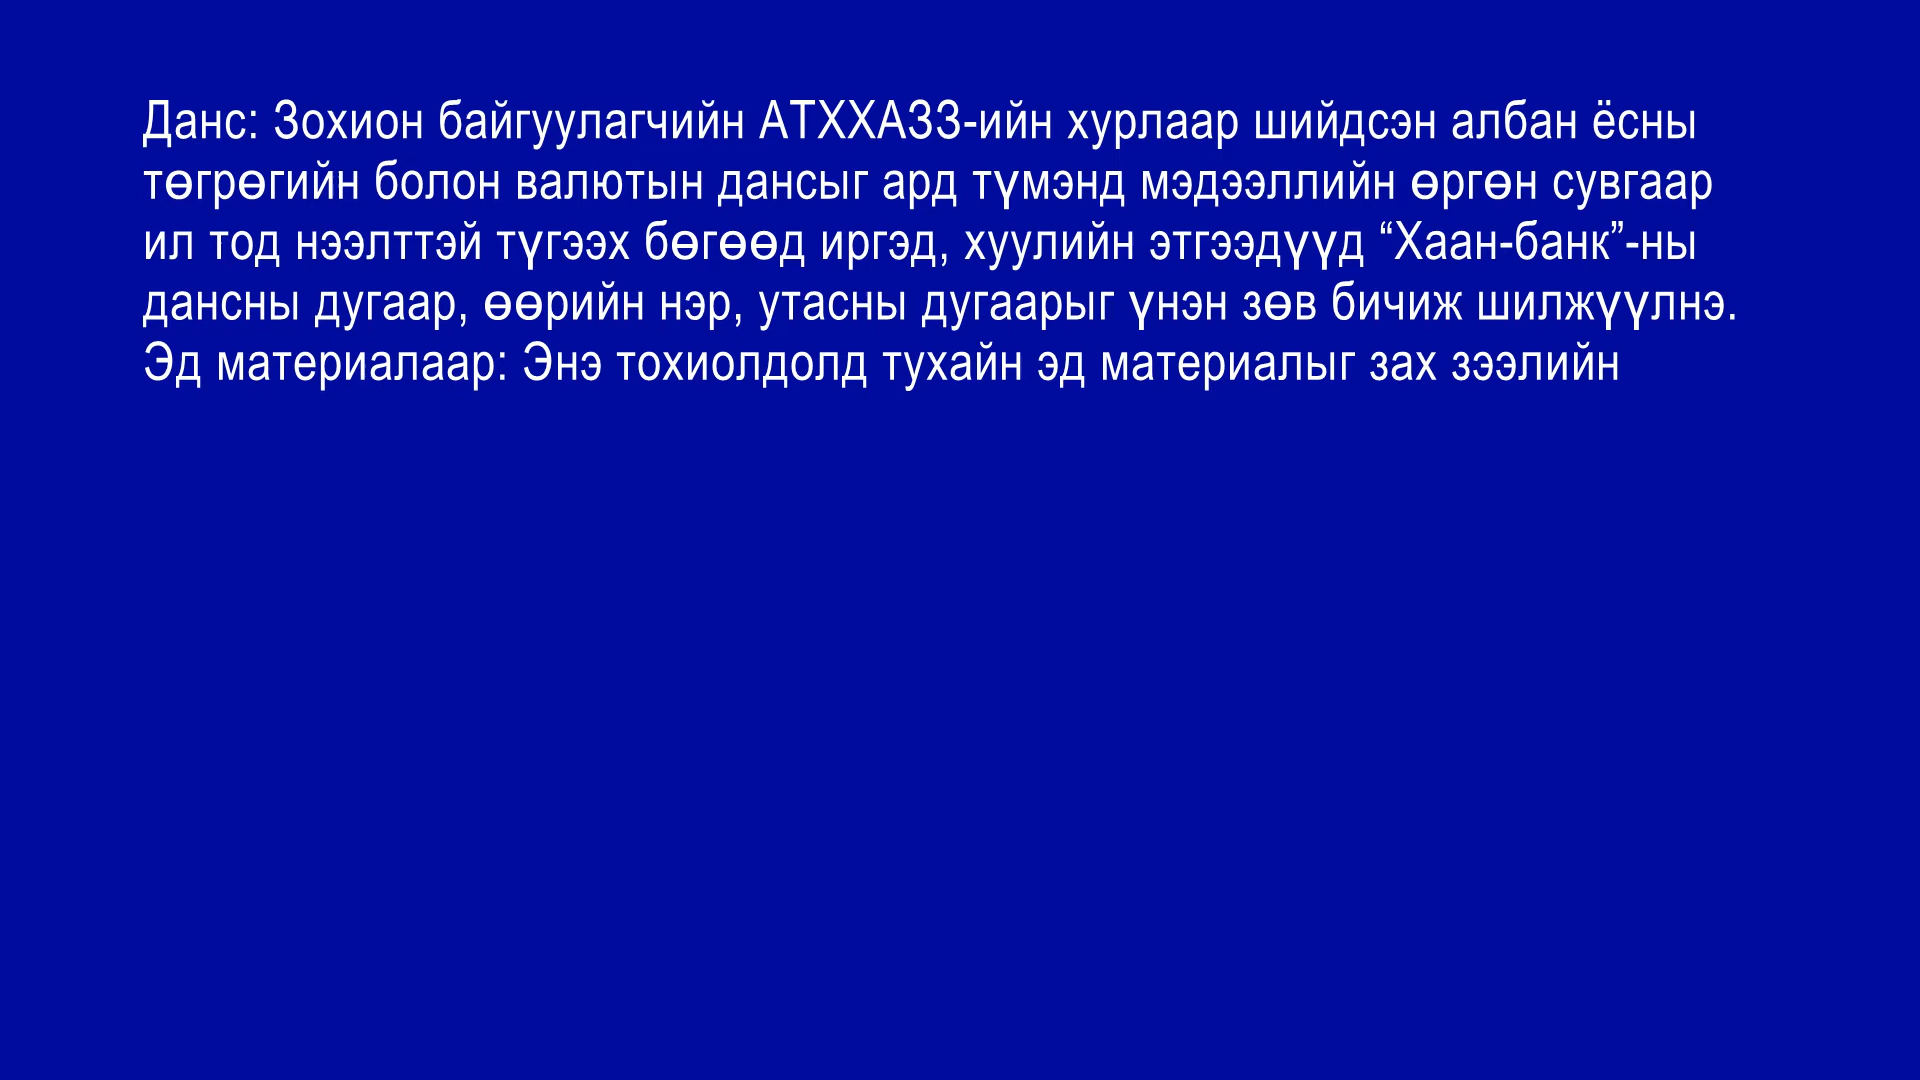 Данс: Зохион байгуулагчийн АТХХАЗЗ-ийн хурлаар шийдсэн албан ёсны
төгрөгийн болон валютын дансыг ард түмэнд мэдээллийн өргөн сувгаар
ил тод нээлттэй түгээх бөгөөд иргэд, хуулийн этгээдүүд “Хаан-банк”-ны
дансны дугаар, өөрийн нэр, утасны дугаарыг үнэн зөв бичиж шилжүүлнэ.
Эд материалаар: Энэ тохиолдолд тухайн эд материалыг зах зээлийн